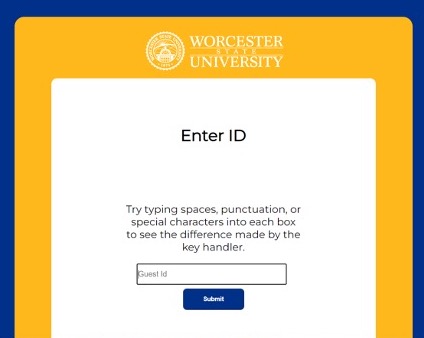 WORCESTER
STATE
UNIVERSITY
Enter ID
Try typing spaces, punctuation, or
special characters into each box
to see the difference made by the
key handler.
Guest Id
Submit